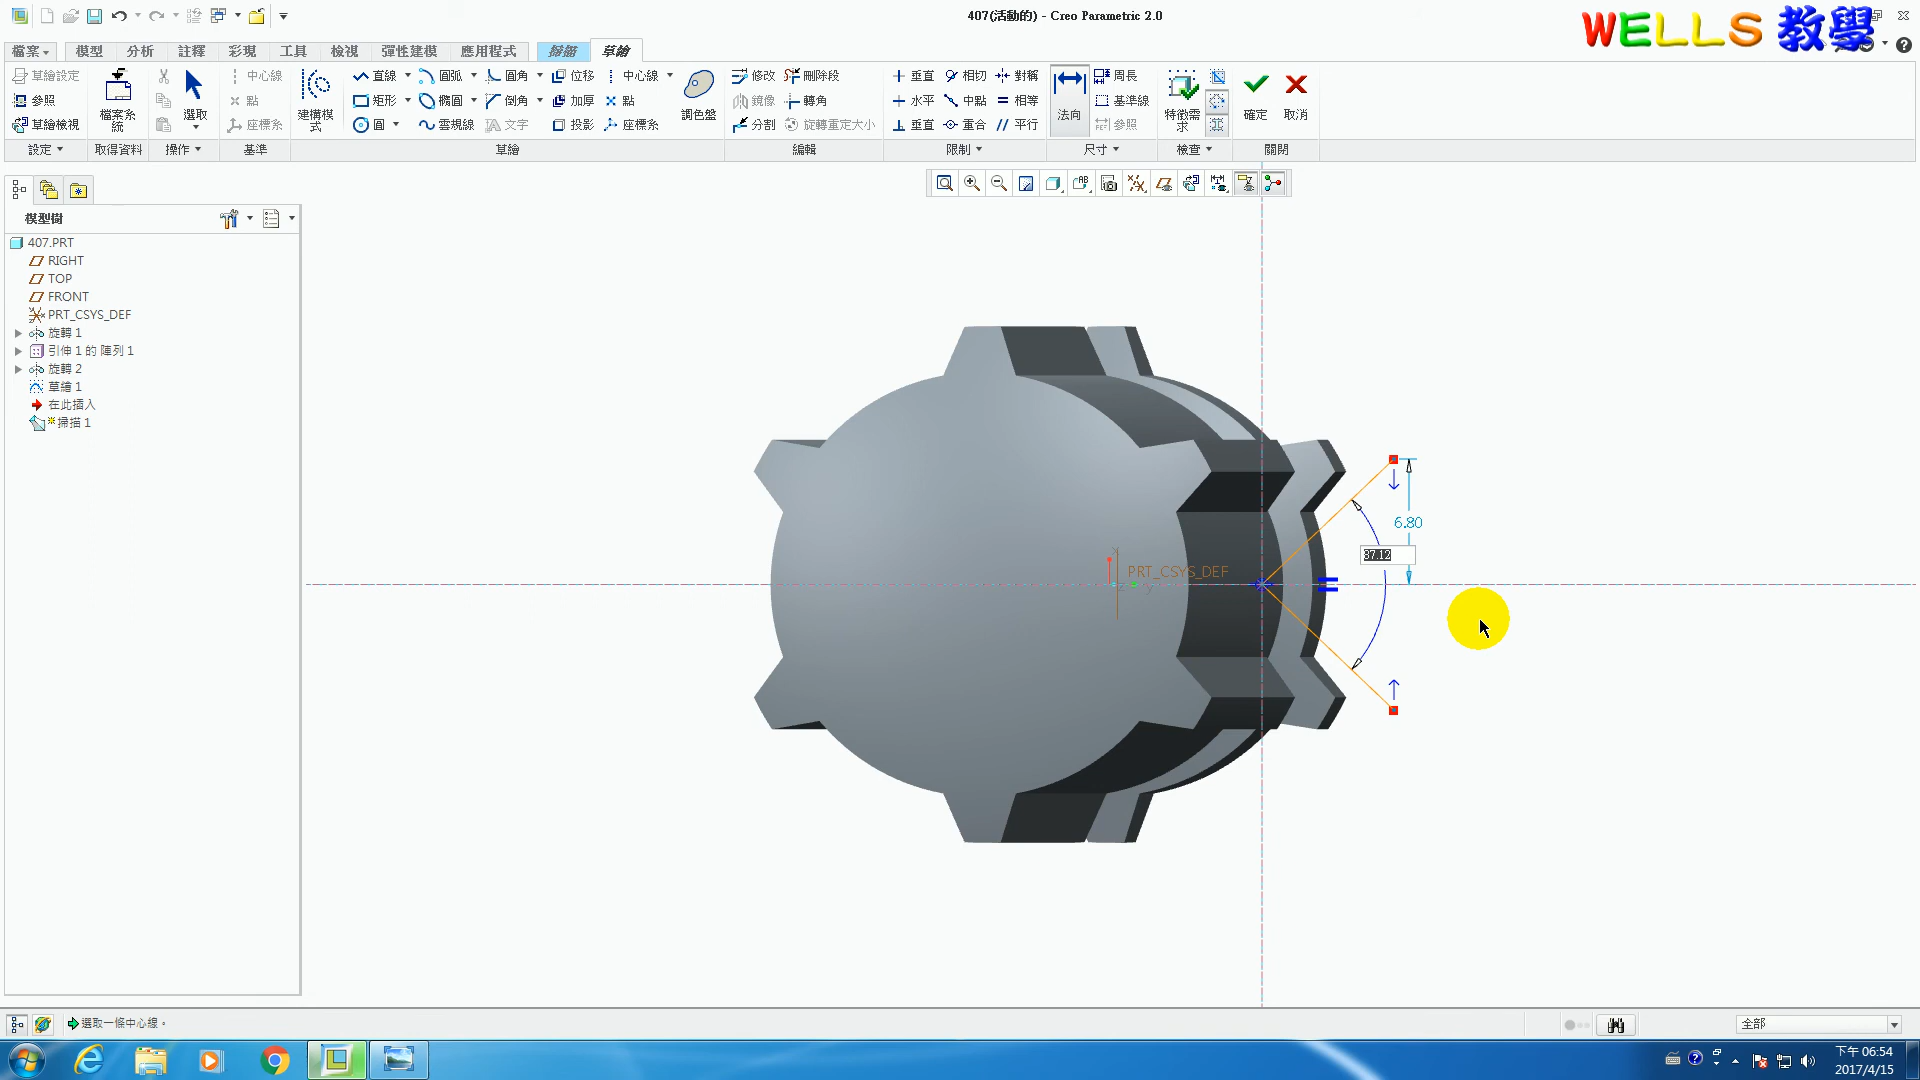 407(活動的) - Creo Parametric 2.0
WELLS 教學
檔案 模型 分析 註釋 彩現 工具 檢視 彈性建模 應用程式 掃描 草繪
草繪設定 中心線 直線 圓弧 圓角 位移 中心線 修改 刪除段 垂直 相切 對稱 周長
參照 點 矩形 橢圓 倒角 加厚 點 鏡像 轉角 水平 中點 相等 基準線
草繪檢視 座標系 圓 雲規線 文字 投影 座標系 分割 旋轉重定大小 垂直 重合 平行 參照
檔案系統 選取 建構模式 調色盤 法向 特徵需求 確定 取消
設定 取得資料 操作 基準 草繪 編輯 限制 尺寸 檢查 關閉
模型樹
407.PRT
RIGHT
TOP
FRONT
PRT_CSYS_DEF
旋轉 1
引伸 1 的 陣列 1
旋轉 2
草繪 1
在此插入
掃描 1
6.80
87.12
PRT_CSYS_DEF
x
y
z
選取一條中心線。
全部
下午 06:54
2017/4/15